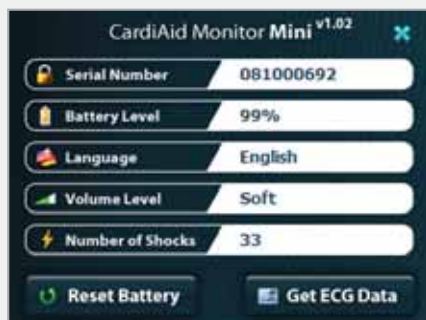 CardiAid Monitor Mini v1.02
Serial Number 081000692
Battery Level 99%
Language English
Volume Level Soft
Number of Shocks 33
Reset Battery Get ECG Data